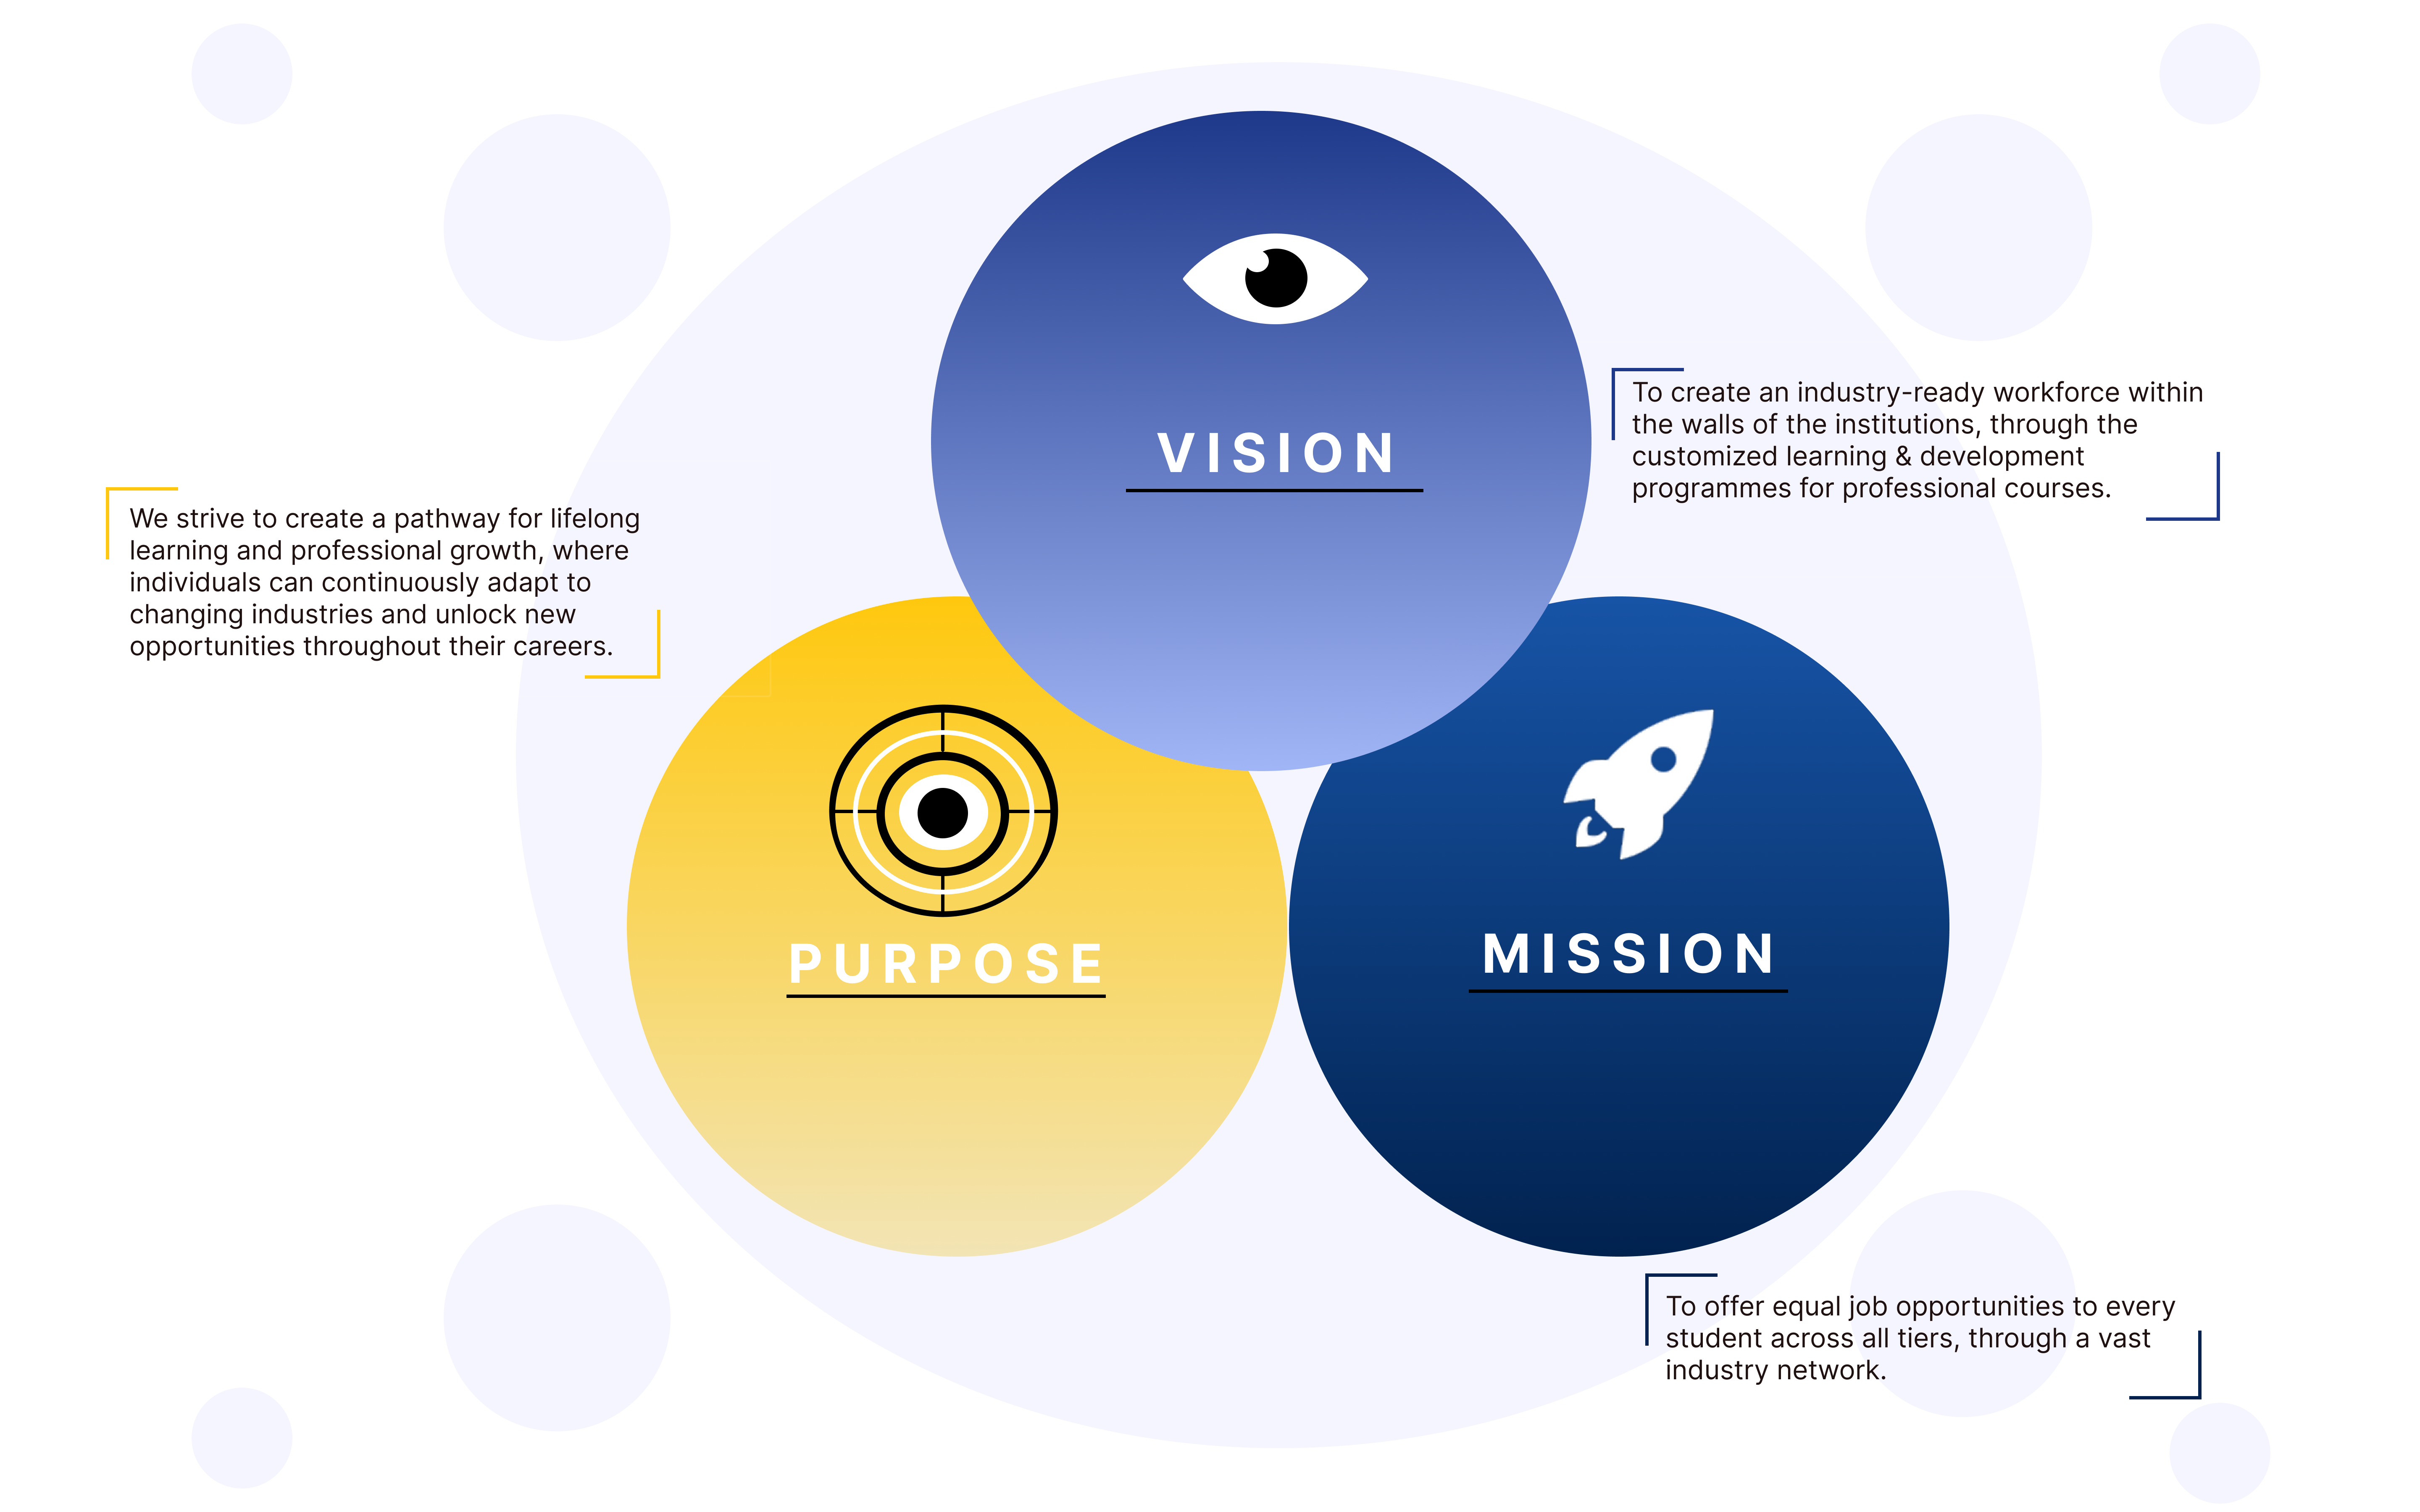 VISION
To create an industry-ready workforce within
the walls of the institutions, through the
customized learning & development
programmes for professional courses.
We strive to create a pathway for lifelong
learning and professional growth, where
individuals can continuously adapt to
changing industries and unlock new
opportunities throughout their careers.
PURPOSE
MISSION
To offer equal job opportunities to every
student across all tiers, through a vast
industry network.